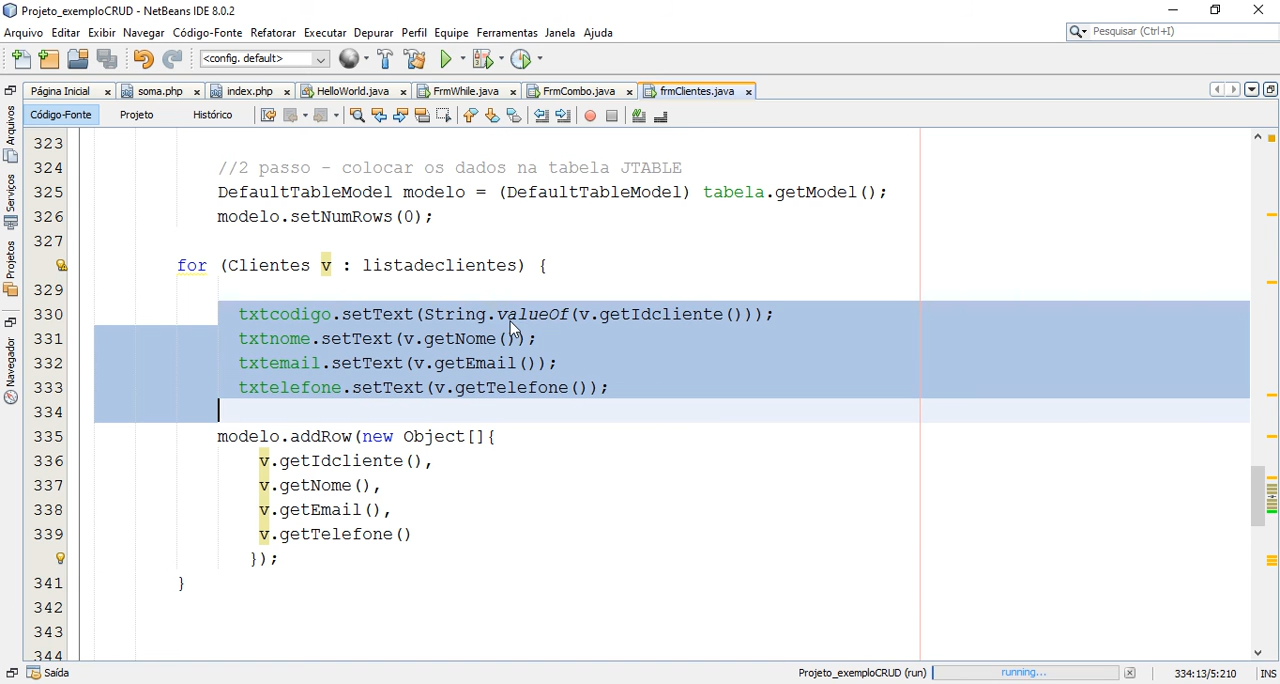 Projeto_exemploCRUD - NetBeans IDE 8.0.2
Arquivo Editar Exibir Navegar Código-Fonte Refatorar Executar Depurar Perfil Equipe Ferramentas Janela Ajuda
Pesquisar (Ctrl+I)
<config. default>
Página Inicial soma.php index.php HelloWorld.java FrmWhile.java FrmCombo.java frmClientes.java
Código-Fonte Projeto Histórico
Arquivos
Serviços
Projetos
Navegador
323
324 //2 passo - colocar os dados na tabela JTABLE
325 DefaultTableModel modelo = (DefaultTableModel) tabela.getModel();
326 modelo.setNumRows(0);
327
for (Clientes v : listadeclientes) {
329
330 txtcodigo.setText(String.valueOf(v.getIdcliente()));
331 txtnome.setText(v.getNome());
332 txtemail.setText(v.getEmail());
333 txtelefone.setText(v.getTelefone());
334
335 modelo.addRow(new Object[]{
336 v.getIdcliente(),
337 v.getNome(),
338 v.getEmail(),
339 v.getTelefone()
});
341 }
342
343
344
Saída Projeto_exemploCRUD (run) running... 334:13/5:210 INS